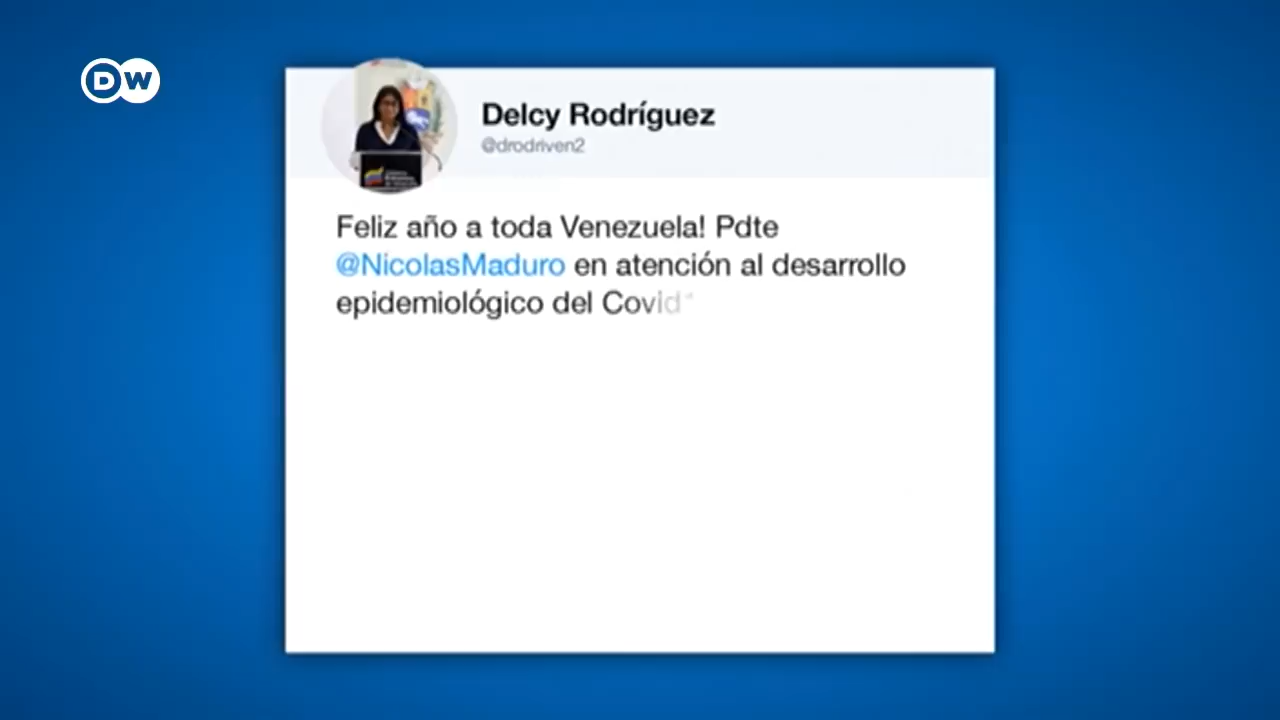 DW
Delcy Rodríguez
@drodriven2
Feliz año a toda Venezuela! Pdte
@NicolasMaduro en atención al desarrollo
epidemiológico del Covid